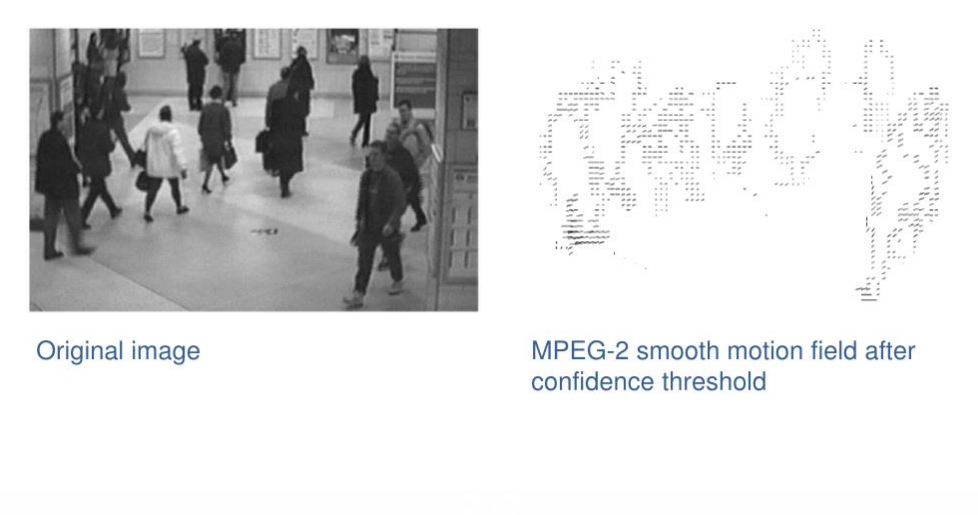 Original image
MPEG-2 smooth motion field after
confidence threshold